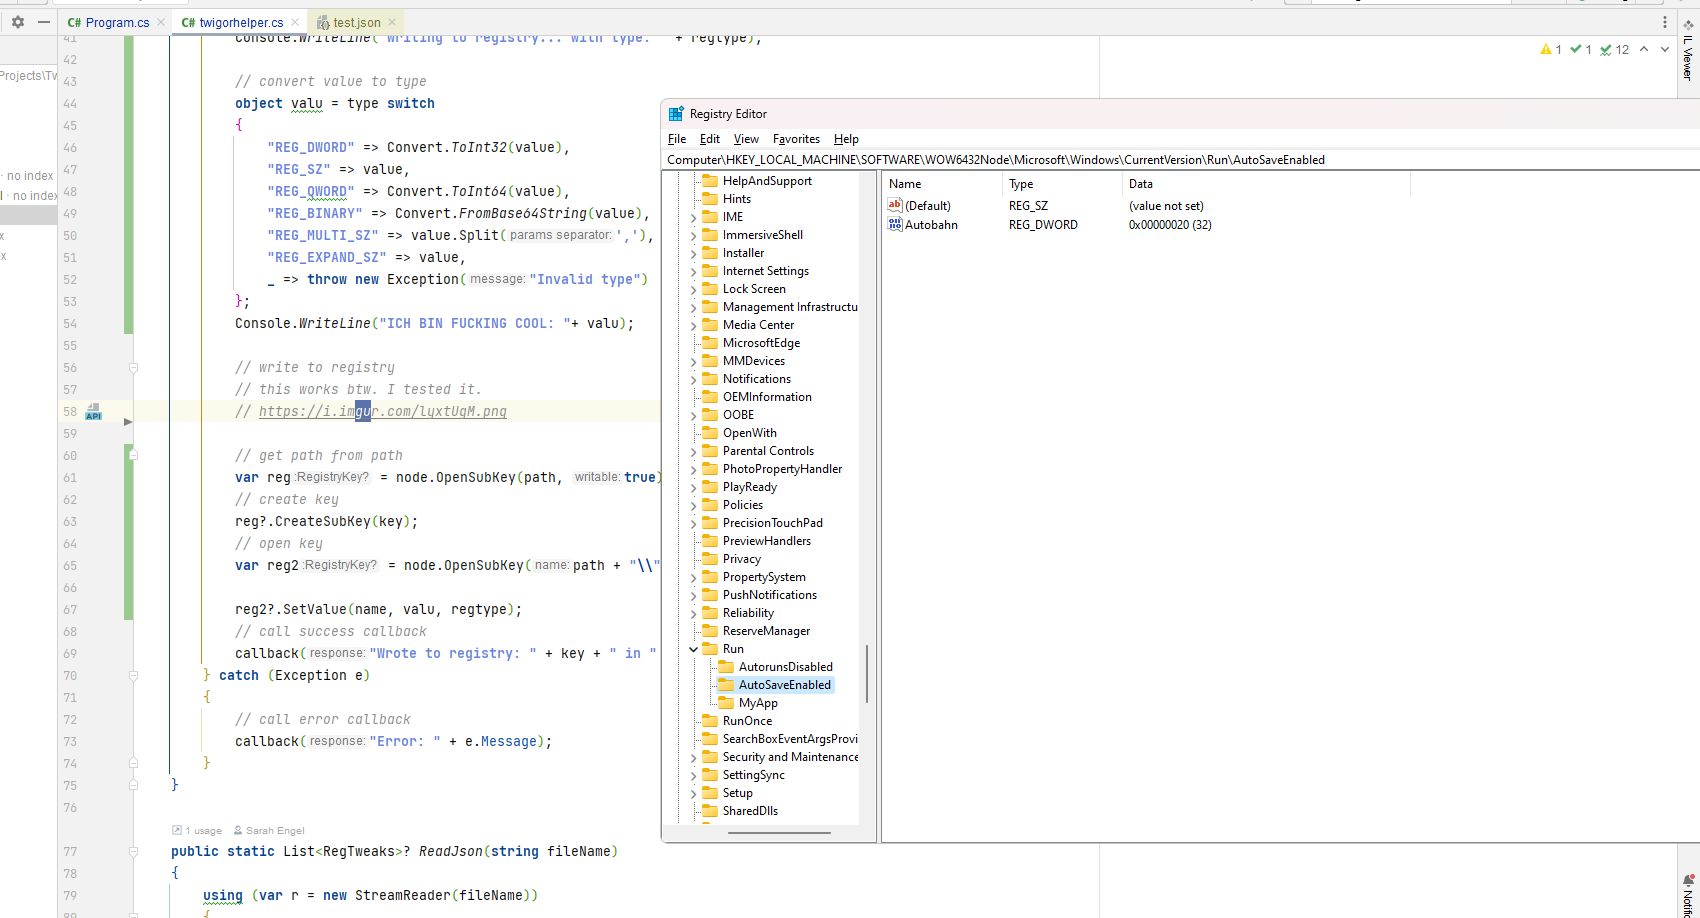 Program.cs
twigorhelper.cs
test.json
1
1
12
IL Viewer
Projects\Tw
no index
no index
41 Console.WriteLine("Writing to registry... with type: " + regtype);
42
43 // convert value to type
44 object valu = type switch
45 {
46 "REG_DWORD" => Convert.ToInt32(value),
47 "REG_SZ" => value,
48 "REG_QWORD" => Convert.ToInt64(value),
49 "REG_BINARY" => Convert.FromBase64String(value),
50 "REG_MULTI_SZ" => value.Split(params separator:','),
51 "REG_EXPAND_SZ" => value,
52 _ => throw new Exception(message:"Invalid type")
53 };
54 Console.WriteLine("ICH BIN FUCKING COOL: "+ valu);
55
56 // write to registry
57 // this works btw. I tested it.
58 API // https://i.imgur.com/lyxtUqM.png
59
60 // get path from path
61 var reg:RegistryKey? = node.OpenSubKey(path, writable:true)
62 // create key
63 reg?.CreateSubKey(key);
64 // open key
65 var reg2:RegistryKey? = node.OpenSubKey(name:path + "\\"
66
67 reg2?.SetValue(name, valu, regtype);
68 // call success callback
69 callback(response:"Wrote to registry: " + key + " in "
70 } catch (Exception e)
71 {
72 // call error callback
73 callback(response:"Error: " + e.Message);
74 }
75 }
76
1 usage Sarah Engel
77 public static List<RegTweaks>? ReadJson(string fileName)
78 {
79 using (var r = new StreamReader(fileName))
80 {
Registry Editor
File Edit View Favorites Help
Computer\HKEY_LOCAL_MACHINE\SOFTWARE\WOW6432Node\Microsoft\Windows\CurrentVersion\Run\AutoSaveEnabled
HelpAndSupport
Hints
IME
ImmersiveShell
Installer
Internet Settings
Lock Screen
Management Infrastructu
Media Center
MicrosoftEdge
MMDevices
Notifications
OEMInformation
OOBE
OpenWith
Parental Controls
PhotoPropertyHandler
PlayReady
Policies
PrecisionTouchPad
PreviewHandlers
Privacy
PropertySystem
PushNotifications
Reliability
ReserveManager
Run
AutorunsDisabled
AutoSaveEnabled
MyApp
RunOnce
SearchBoxEventArgsProvi
Security and Maintenance
SettingSync
Setup
SharedDlls
Name Type Data
(Default) REG_SZ (value not set)
Autobahn REG_DWORD 0x00000020 (32)